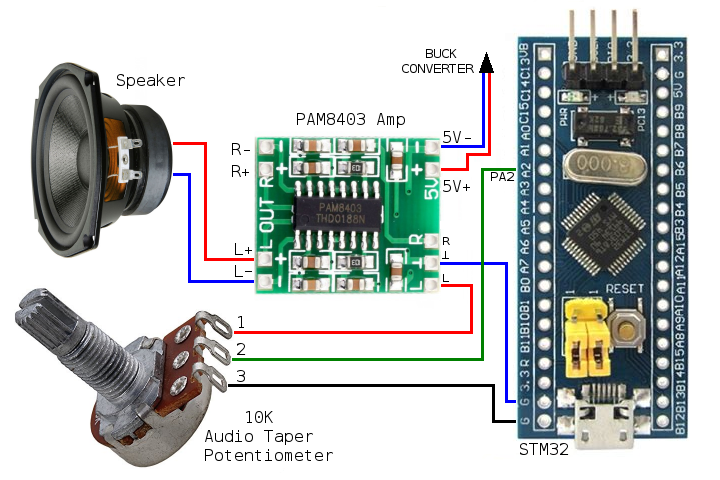 BUCK
CONVERTER
Speaker
PAM8403 Amp
R-
R+
L+
L-
R
OUT
L
+
+
PAM8403
THD0188N
5V
5V-
5V+
R
⊥
L
R
L
PA2
VB
C13
C14
C15
A0
A1
A2
A3
A4
A5
A6
A7
B0
B1
B10
B11
R
3.3
G
G
3.3
G
5V
B9
B8
B7
B6
B5
B4
B3
A15
A12
A11
A10
A9
A8
B15
B14
B13
B12
PWR
PC13
8.000
RESET
1
1
STM32
1
2
3
10K
Audio Taper
Potentiometer